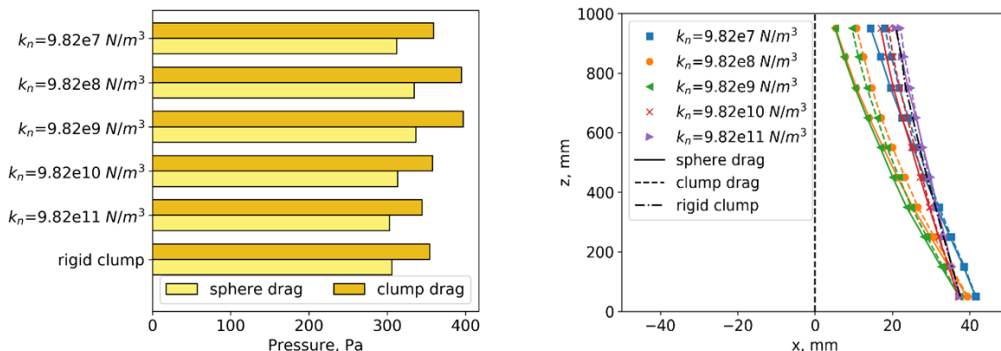 kn=9.82e7 N/m³
kn=9.82e8 N/m³
kn=9.82e9 N/m³
kn=9.82e10 N/m³
kn=9.82e11 N/m³
rigid clump
sphere drag clump drag
0 100 200 300 400
Pressure, Pa
1000
800
600
400
200
0
z, mm
kn=9.82e7 N/m³
kn=9.82e8 N/m³
kn=9.82e9 N/m³
kn=9.82e10 N/m³
kn=9.82e11 N/m³
sphere drag
clump drag
rigid clump
−40 −20 0 20 40
x, mm